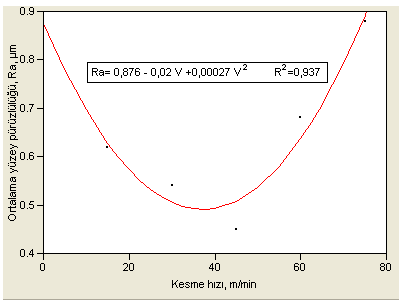 0.9
0.8
0.7
0.6
0.5
0.4
Ortalama yüzey pürüzlülüğü, Ra, µm
Ra= 0,876 - 0,02 V +0,00027 V² R²=0,937
0 20 40 60 80
Kesme hızı, m/min